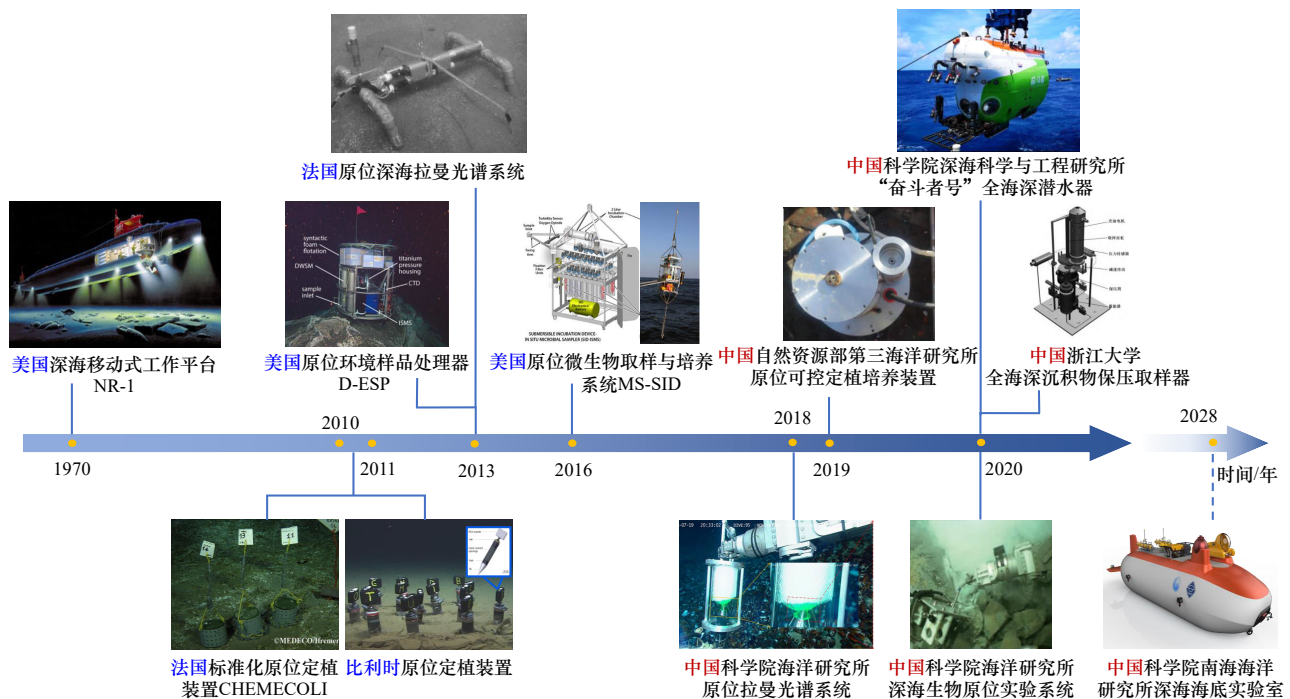 法国原位深海拉曼光谱系统
中国科学院深海科学与工程研究所
“奋斗者号”全海深潜水器
syntactic
foam
flotation
DWSM
sample
inlet
titanium
pressure
housing
CTD
ISMS
SUBMERSIBLE INCUBATION DEVICE-
IN SITU MICROBIAL SAMPLER (SID-ISMS)
美国深海移动式工作平台
NR-1
美国原位环境样品处理器
D-ESP
美国原位微生物取样与培养
系统MS-SID
中国自然资源部第三海洋研究所
原位可控定植培养装置
中国浙江大学
全海深沉积物保压取样器
2010
2018
2028
1970
2011
2013
2016
2019
2020
时间/年
©MEDECO/Ifremer
法国标准化原位定植
装置CHEMECOLI
比利时原位定植装置
中国科学院海洋研究所
原位拉曼光谱系统
中国科学院海洋研究所
深海生物原位实验系统
中国科学院南海海洋
研究所深海海底实验室